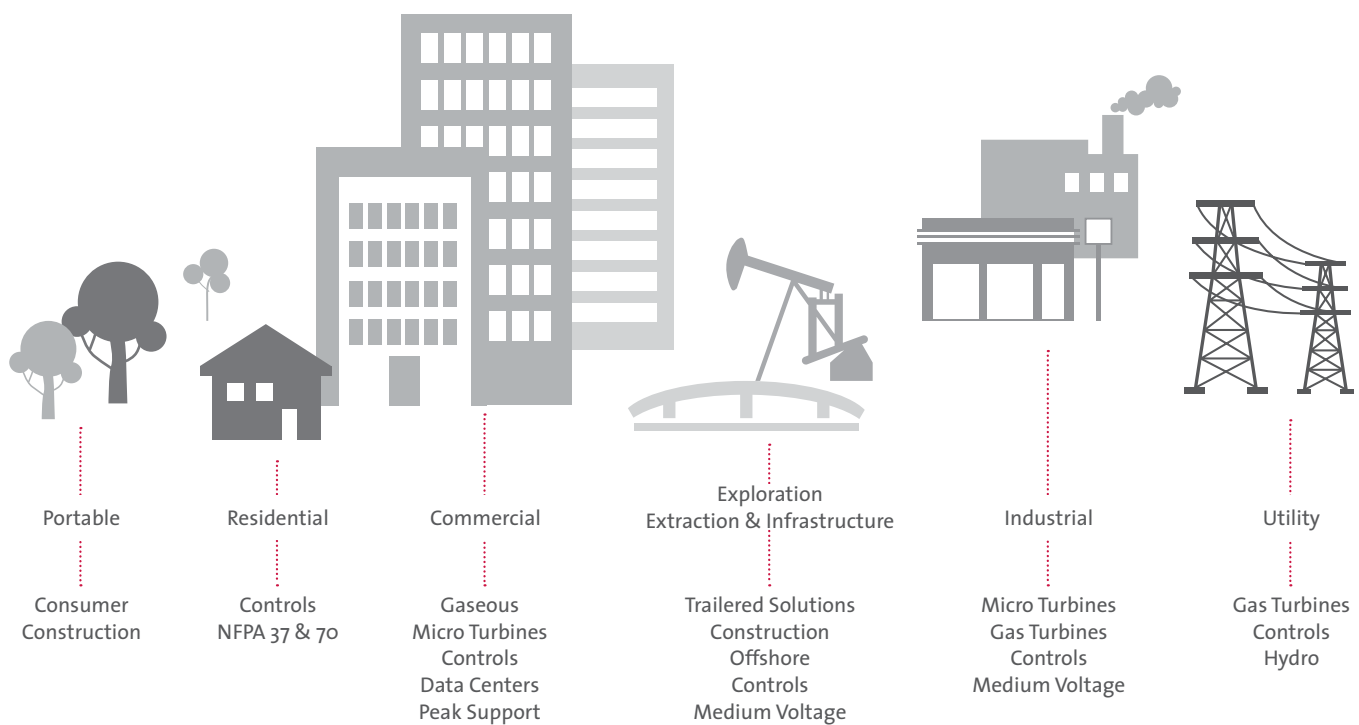 Portable
Residential
Commercial
Exploration
Extraction & Infrastructure
Industrial
Utility
Consumer
Construction
Controls
NFPA 37 & 70
Gaseous
Micro Turbines
Controls
Data Centers
Peak Support
Trailered Solutions
Construction
Offshore
Controls
Medium Voltage
Micro Turbines
Gas Turbines
Controls
Medium Voltage
Gas Turbines
Controls
Hydro